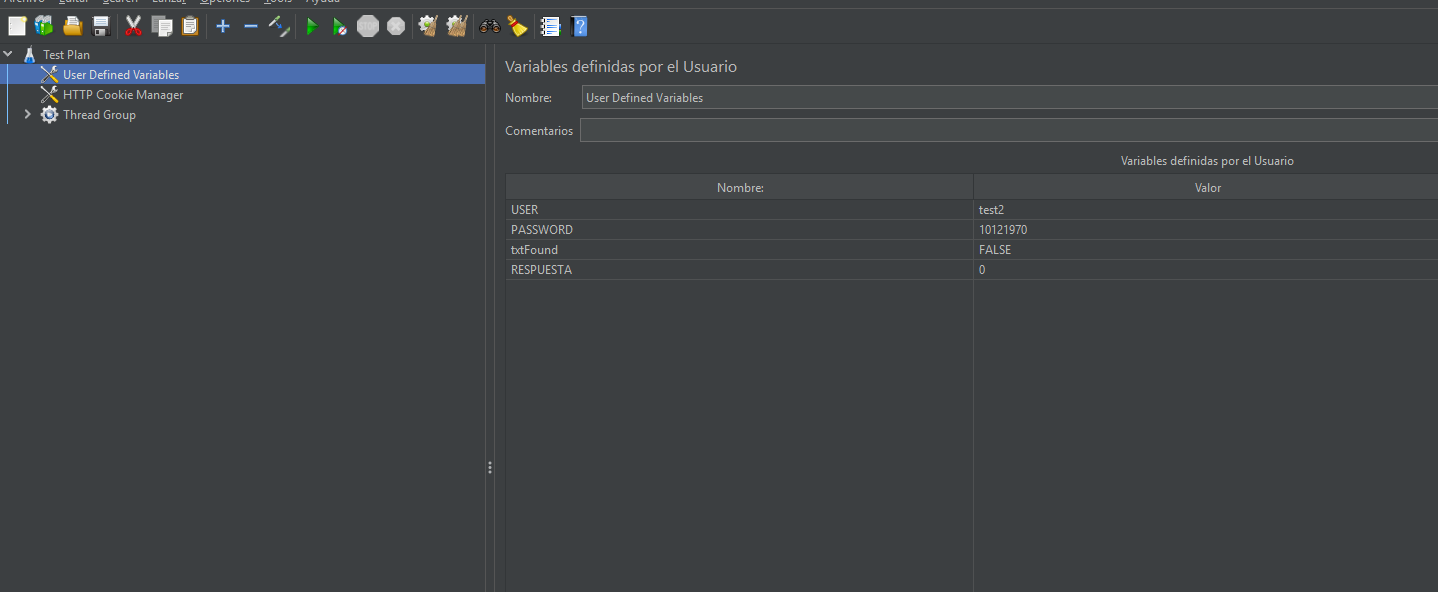 Archivo Editar Search Lanzar Opciones Tools Ayuda
STOP
Test Plan
User Defined Variables
HTTP Cookie Manager
Thread Group
Variables definidas por el Usuario
Nombre: User Defined Variables
Comentarios
Variables definidas por el Usuario
Nombre: Valor
USER test2
PASSWORD 10121970
txtFound FALSE
RESPUESTA 0